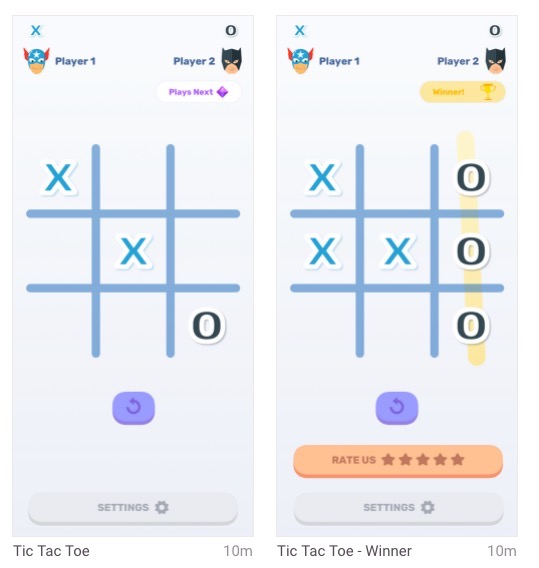 X O
Player 1 Player 2
Plays Next
X
X
O
SETTINGS
Tic Tac Toe 10m
X O
Player 1 Player 2
Winner!
X O
X X O
O
RATE US
SETTINGS
Tic Tac Toe - Winner 10m